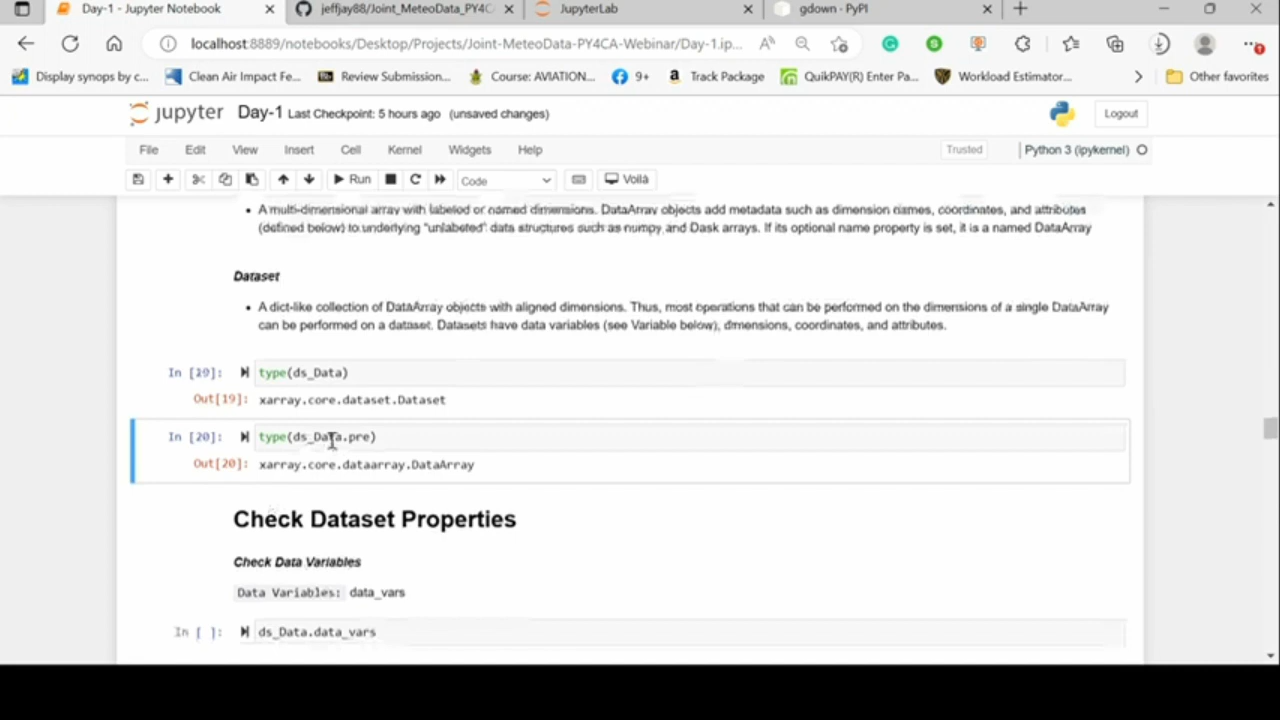 Day-1 - Jupyter Notebook
jeffjay88/Joint_MeteoData_PY4C
JupyterLab
gdown · PyPI
localhost:8889/notebooks/Desktop/Projects/Joint-MeteoData-PY4CA-Webinar/Day-1.ip...
Display synops by c...
Clean Air Impact Fe...
Review Submission...
Course: AVIATION...
9+
Track Package
QuikPAY(R) Enter Pa...
Workload Estimator...
Other favorites
jupyter Day-1 Last Checkpoint: 5 hours ago (unsaved changes)
Logout
File Edit View Insert Cell Kernel Widgets Help
Trusted
Python 3 (ipykernel)
Run
Code
Voilà
• A multi-dimensional array with labeled or named dimensions. DataArray objects add metadata such as dimension names, coordinates, and attributes
(defined below) to underlying "unlabeled" data structures such as numpy and Dask arrays. If its optional name property is set, it is a named DataArray
Dataset
• A dict-like collection of DataArray objects with aligned dimensions. Thus, most operations that can be performed on the dimensions of a single DataArray
can be performed on a dataset. Datasets have data variables (see Variable below), dimensions, coordinates, and attributes.
In [19]: type(ds_Data)
Out[19]: xarray.core.dataset.Dataset
In [20]: type(ds_Data.pre)
Out[20]: xarray.core.dataarray.DataArray
Check Dataset Properties
Check Data Variables
Data Variables: data_vars
In [ ]: ds_Data.data_vars